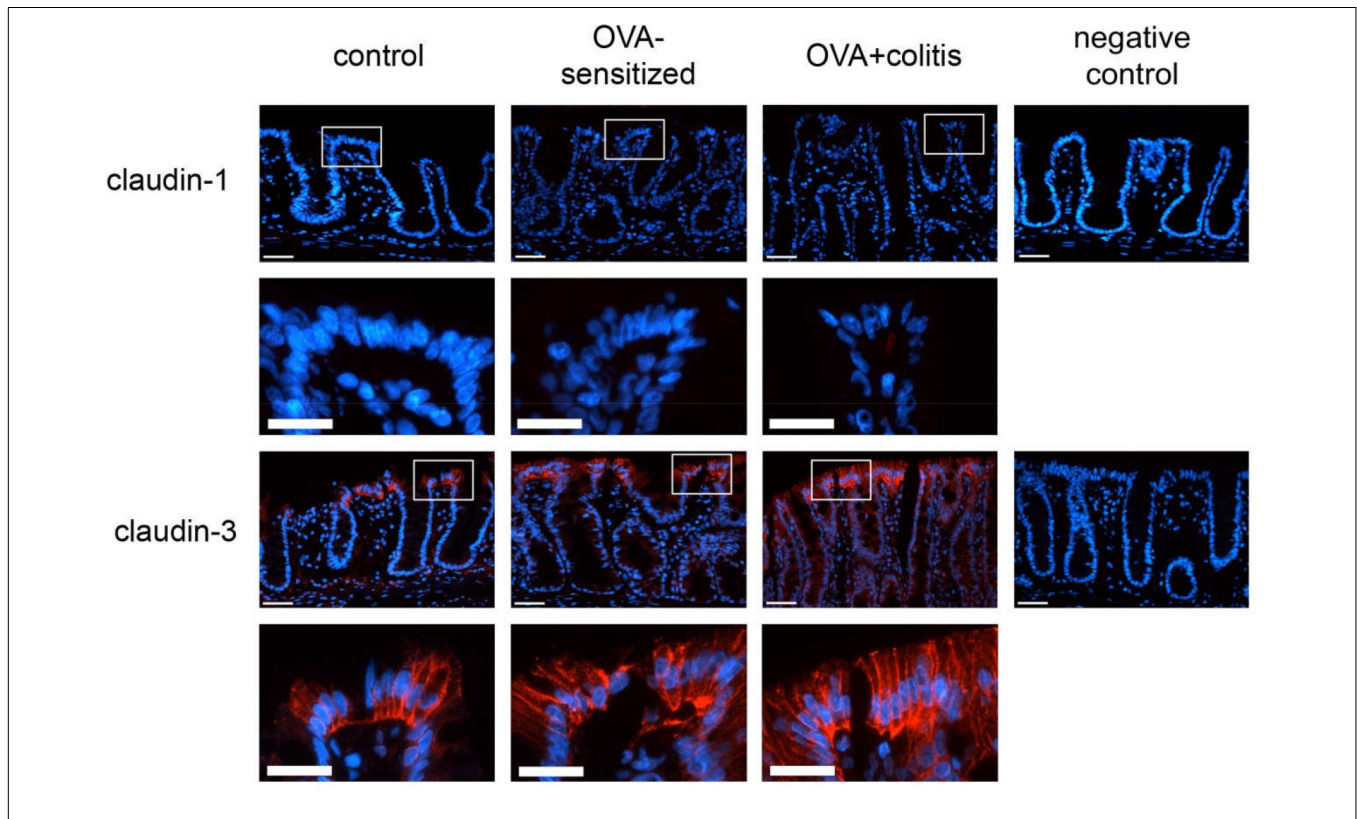 control
OVA-
sensitized
OVA+colitis
negative
control
claudin-1
claudin-3